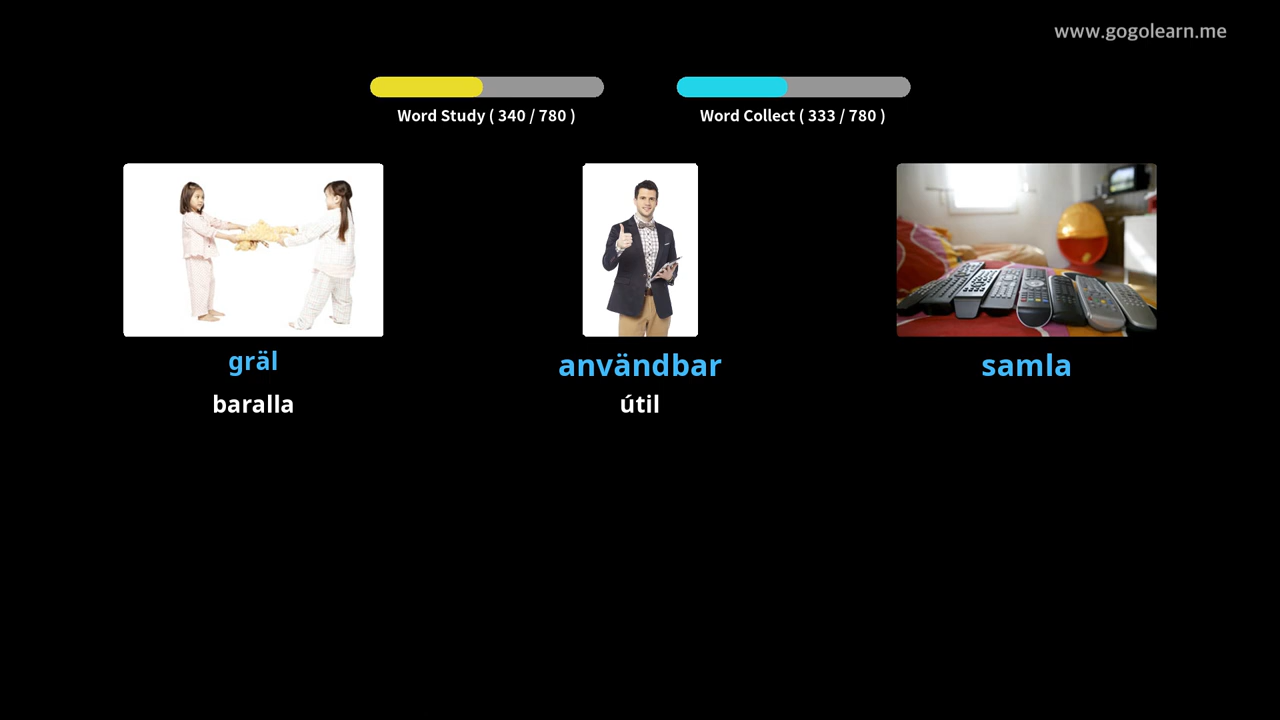 www.gogolearn.me
Word Study ( 340 / 780 )
Word Collect ( 333 / 780 )
gräl
användbar
samla
baralla
útil